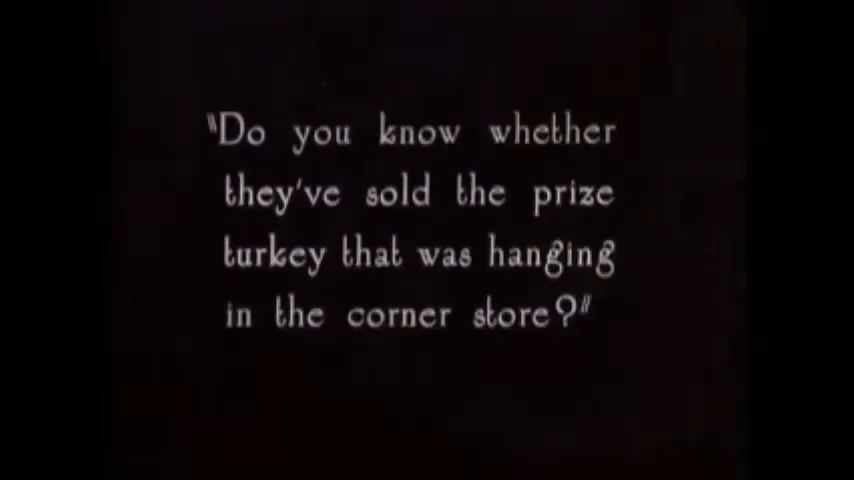 "Do you know whether
they've sold the prize
turkey that was hanging
in the corner store?"